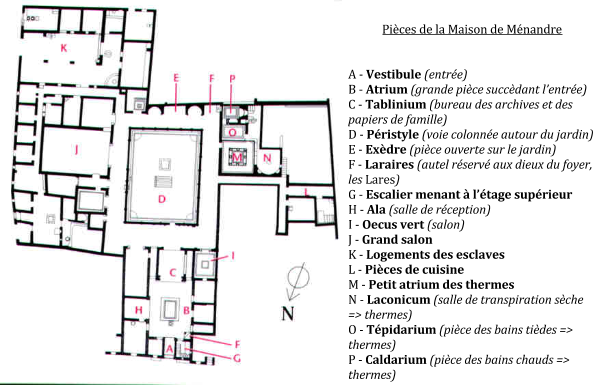 Pièces de la Maison de Ménandre
A - Vestibule (entrée)
B - Atrium (grande pièce succèdant l'entrée)
C - Tablinium (bureau des archives et des
papiers de famille)
D - Péristyle (voie colonnée autour du jardin)
E - Exèdre (pièce ouverte sur le jardin)
F - Laraires (autel réservé aux dieux du foyer,
les Lares)
G - Escalier menant à l'étage supérieur
H - Ala (salle de réception)
I - Oecus vert (salon)
J - Grand salon
K - Logements des esclaves
L - Pièces de cuisine
M - Petit atrium des thermes
N - Laconicum (salle de transpiration sèche
=> thermes)
O - Tépidarium (pièce des bains tièdes =>
thermes)
P - Caldarium (pièce des bains chauds =>
thermes)
K
E
F
P
O
M
N
J
L
D
C
I
H
B
F
A
G
N